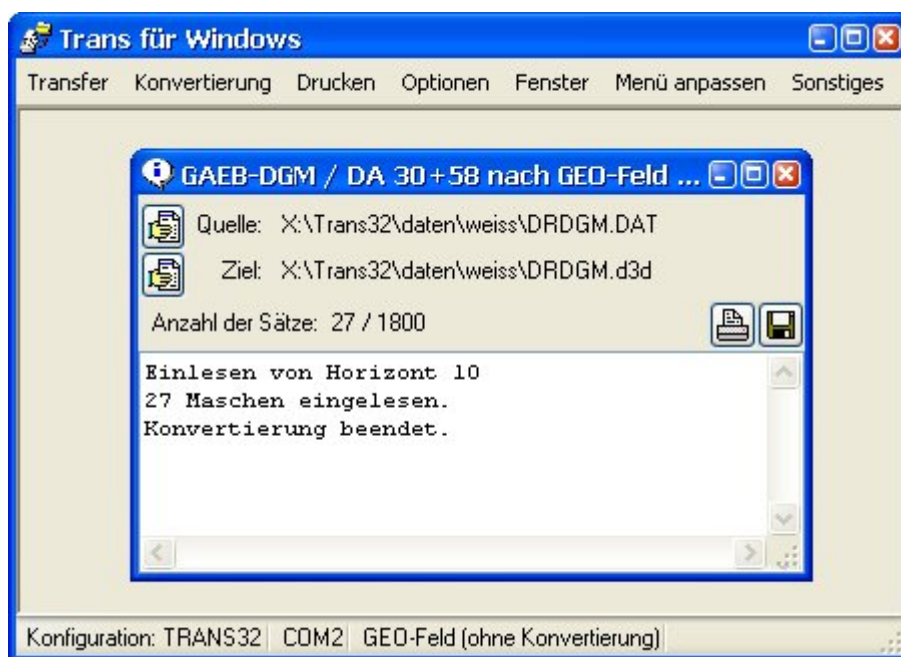 Trans für Windows
Transfer Konvertierung Drucken Optionen Fenster Menü anpassen Sonstiges
GAEB-DGM / DA 30+58 nach GEO-Feld ...
Quelle: X:\Trans32\daten\weiss\DRDGM.DAT
Ziel: X:\Trans32\daten\weiss\DRDGM.d3d
Anzahl der Sätze: 27 / 1800
Einlesen von Horizont 10
27 Maschen eingelesen.
Konvertierung beendet.
Konfiguration: TRANS32 COM2 GEO-Feld (ohne Konvertierung)